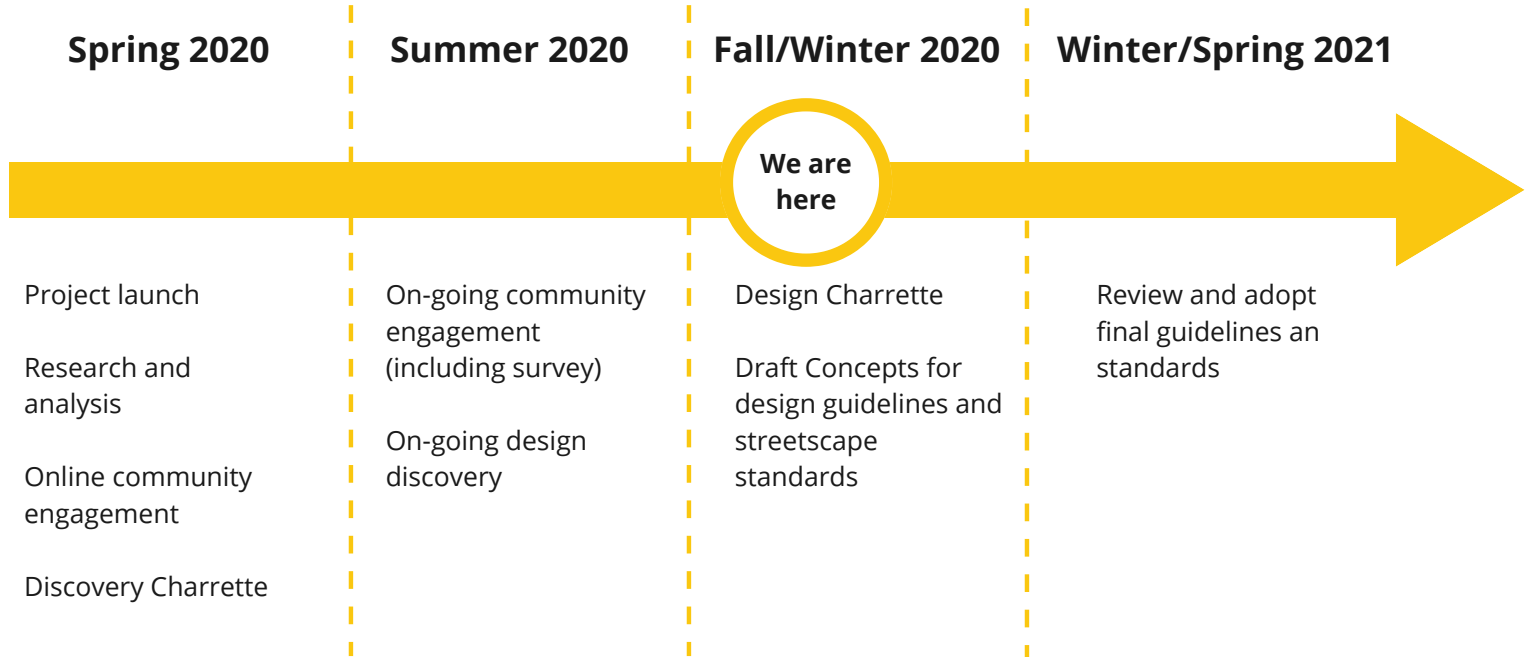 Spring 2020
Summer 2020
Fall/Winter 2020
Winter/Spring 2021
We are
here
Project launch
Research and
analysis
Online community
engagement
Discovery Charrette
On-going community
engagement
(including survey)
On-going design
discovery
Design Charrette
Draft Concepts for
design guidelines and
streetscape
standards
Review and adopt
final guidelines an
standards